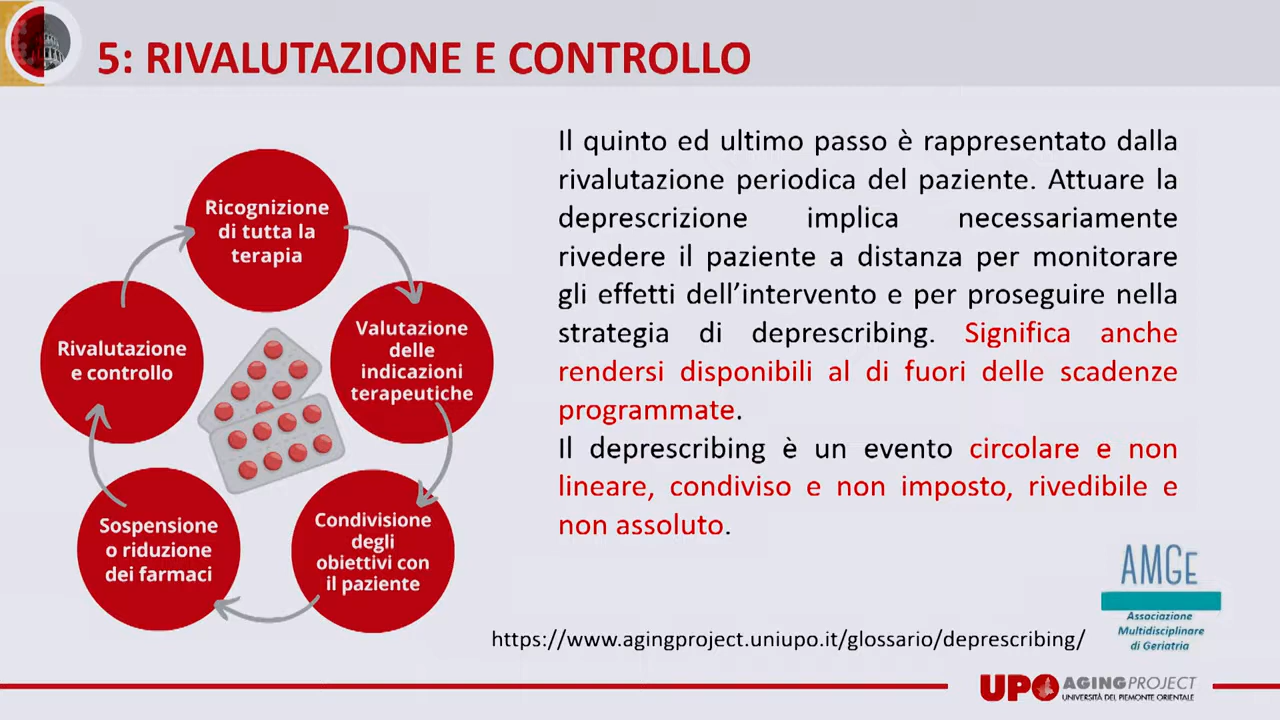 5: RIVALUTAZIONE E CONTROLLO
Ricognizione
di tutta la
terapia
Valutazione
delle
indicazioni
terapeutiche
Condivisione
degli
obiettivi con
il paziente
Sospensione
o riduzione
dei farmaci
Rivalutazione
e controllo
Il quinto ed ultimo passo è rappresentato dalla
rivalutazione periodica del paziente. Attuare la
deprescrizione implica necessariamente
rivedere il paziente a distanza per monitorare
gli effetti dell’intervento e per proseguire nella
strategia di deprescribing. Significa anche
rendersi disponibili al di fuori delle scadenze
programmate.
Il deprescribing è un evento circolare e non
lineare, condiviso e non imposto, rivedibile e
non assoluto.
AMGE
Associazione
Multidisciplinare
di Geriatria
https://www.agingproject.uniupo.it/glossario/deprescribing/
UPO AGINGPROJECT
UNIVERSITÀ DEL PIEMONTE ORIENTALE